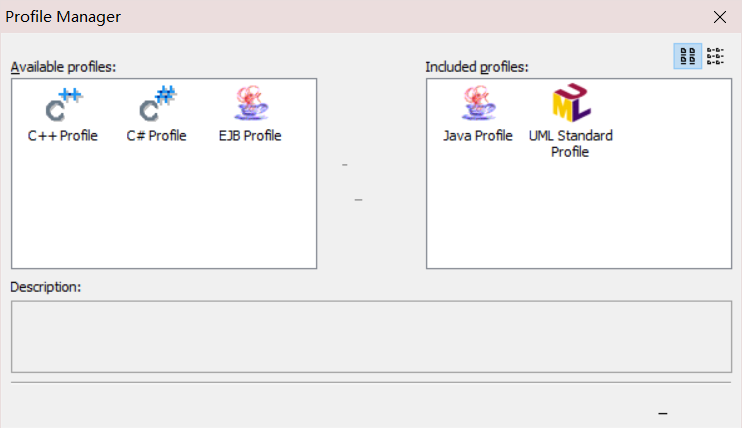 Profile Manager
Available profiles:
Included profiles:
C++ Profile
C# Profile
EJB Profile
Java Profile
UML Standard
Profile
Description: